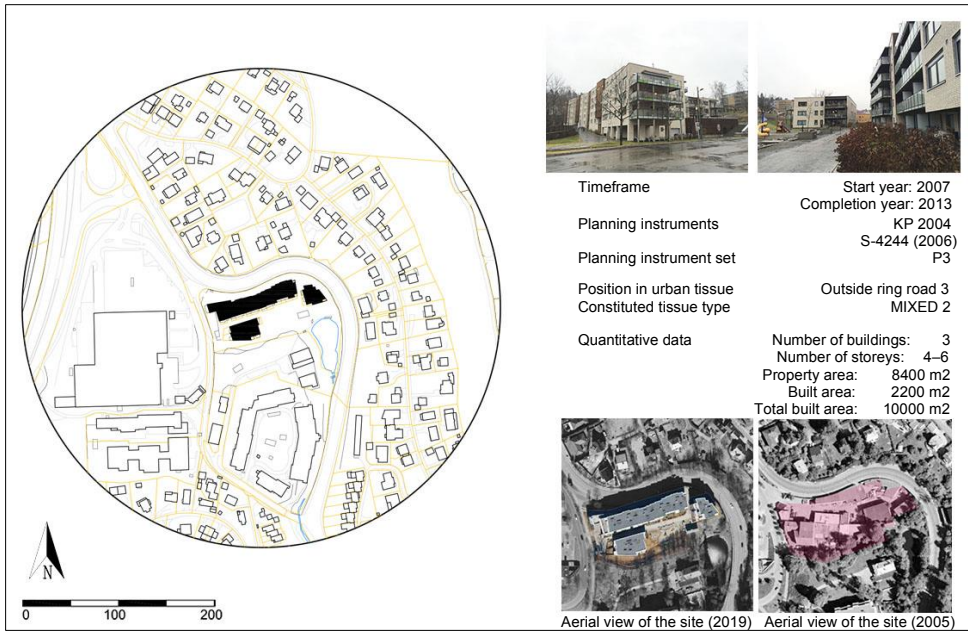 Timeframe Start year: 2007
Completion year: 2013
Planning instruments KP 2004
S-4244 (2006)
Planning instrument set P3
Position in urban tissue Outside ring road 3
Constituted tissue type MIXED 2
Quantitative data Number of buildings: 3
Number of storeys: 4–6
Property area: 8400 m2
Built area: 2200 m2
Total built area: 10000 m2
N
0 100 200
Aerial view of the site (2019) Aerial view of the site (2005)